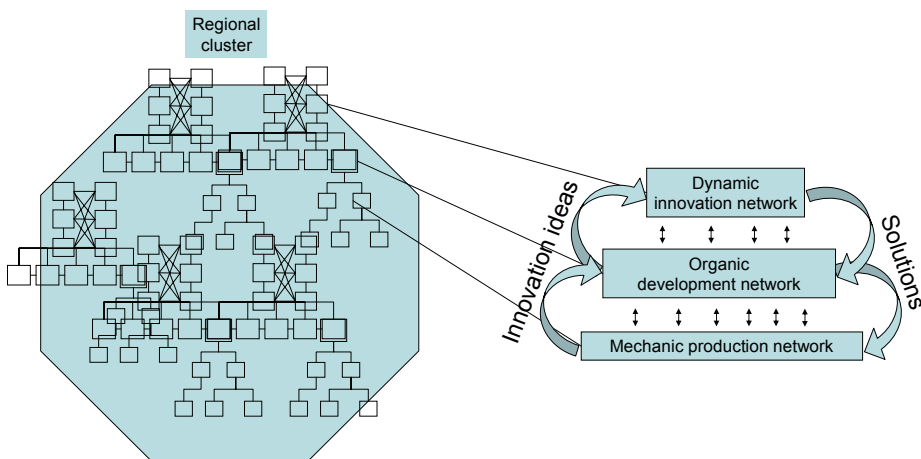 Regional
cluster
Dynamic
innovation network
Innovation ideas
Solutions
Organic
development network
Mechanic production network